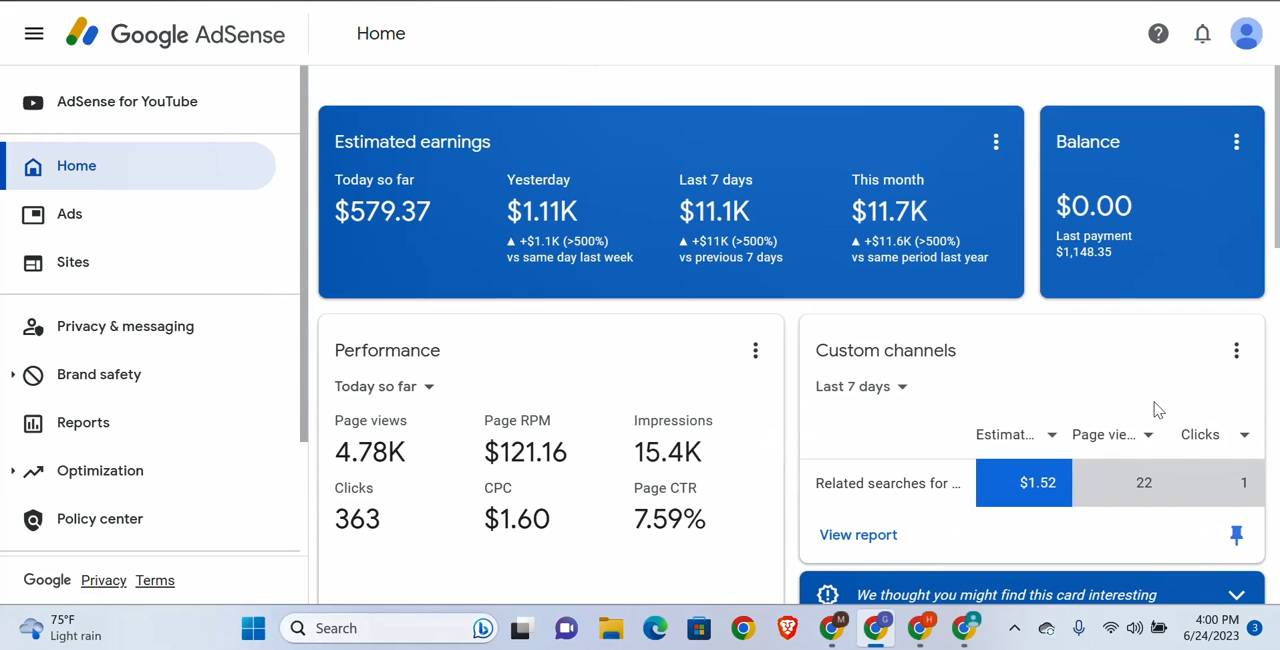 Google AdSense
Home
AdSense for YouTube
Home
Ads
Sites
Privacy & messaging
Brand safety
Reports
Optimization
Policy center
Google Privacy Terms
Estimated earnings
Today so far Yesterday Last 7 days This month
$579.37 $1.11K $11.1K $11.7K
▲ +$1.1K (>500%) ▲ +$11K (>500%) ▲ +$11.6K (>500%)
vs same day last week vs previous 7 days vs same period last year
Balance
$0.00
Last payment
$1,148.35
Performance
Today so far
Page views Page RPM Impressions
4.78K $121.16 15.4K
Clicks CPC Page CTR
363 $1.60 7.59%
Custom channels
Last 7 days
Estimat... Page vie... Clicks
Related searches for ... $1.52 22 1
View report
We thought you might find this card interesting
75°F
Light rain
Search
M G H
4:00 PM
6/24/2023
3